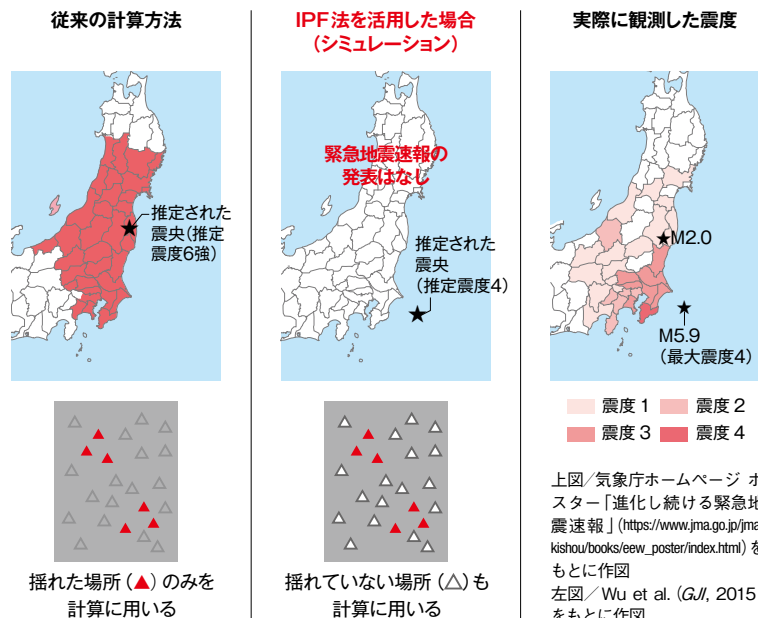 従来の計算方法
推定された
震央(推定
震度6強)
揺れた場所(▲)のみを
計算に用いる
IPF法を活用した場合
(シミュレーション)
緊急地震速報の
発表はなし
推定された
震央
(推定震度4)
揺れていない場所(△)も
計算に用いる
実際に観測した震度
M2.0
M5.9
(最大震度4)
震度1 震度2
震度3 震度4
上図/気象庁ホームページ ポ
スター「進化し続ける緊急地
震速報」(https://www.jma.go.jp/jma
kishou/books/eew_poster/index.html)を
もとに作図
左図/Wu et al.(GJI, 2015
をもとに作図